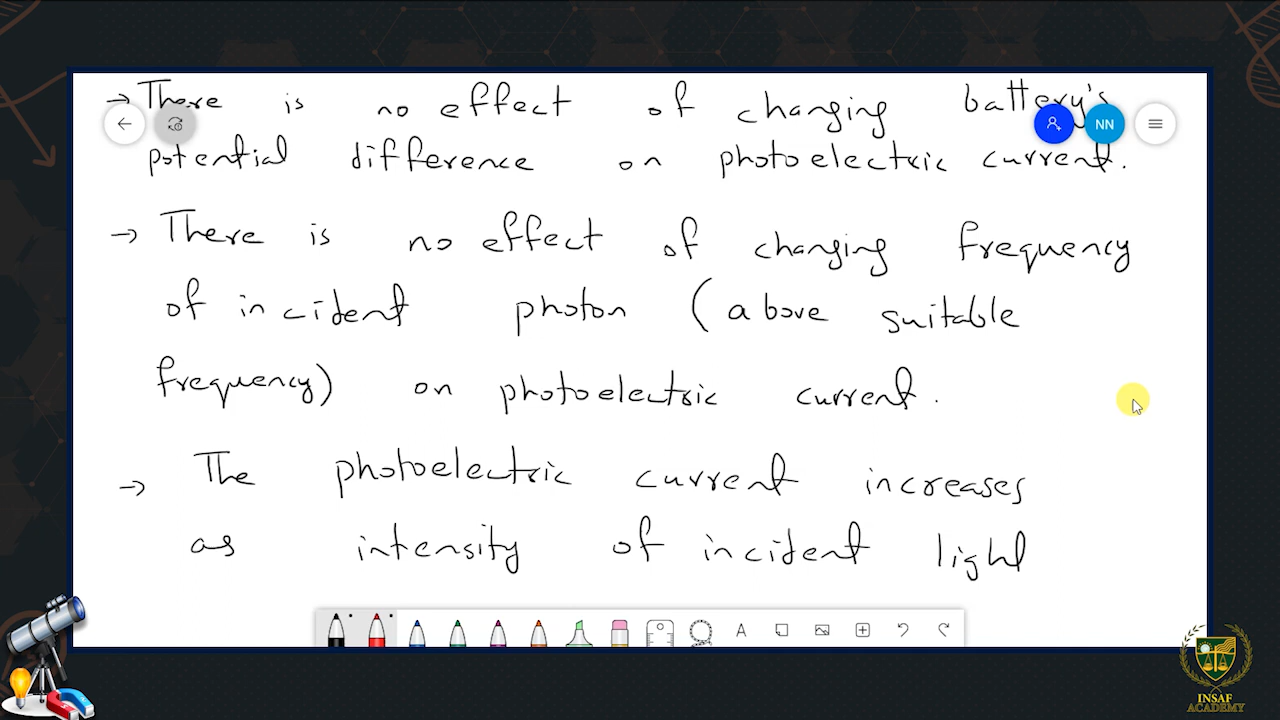 → There is no effect of changing battery's
NN
potential difference on photoelectric current.
→ There is no effect of changing frequency
of incident photon (above suitable
frequency) on photoelectric current.
→ The photoelectric current increases
as intensity of incident light
A
INSAF
ACADEMY